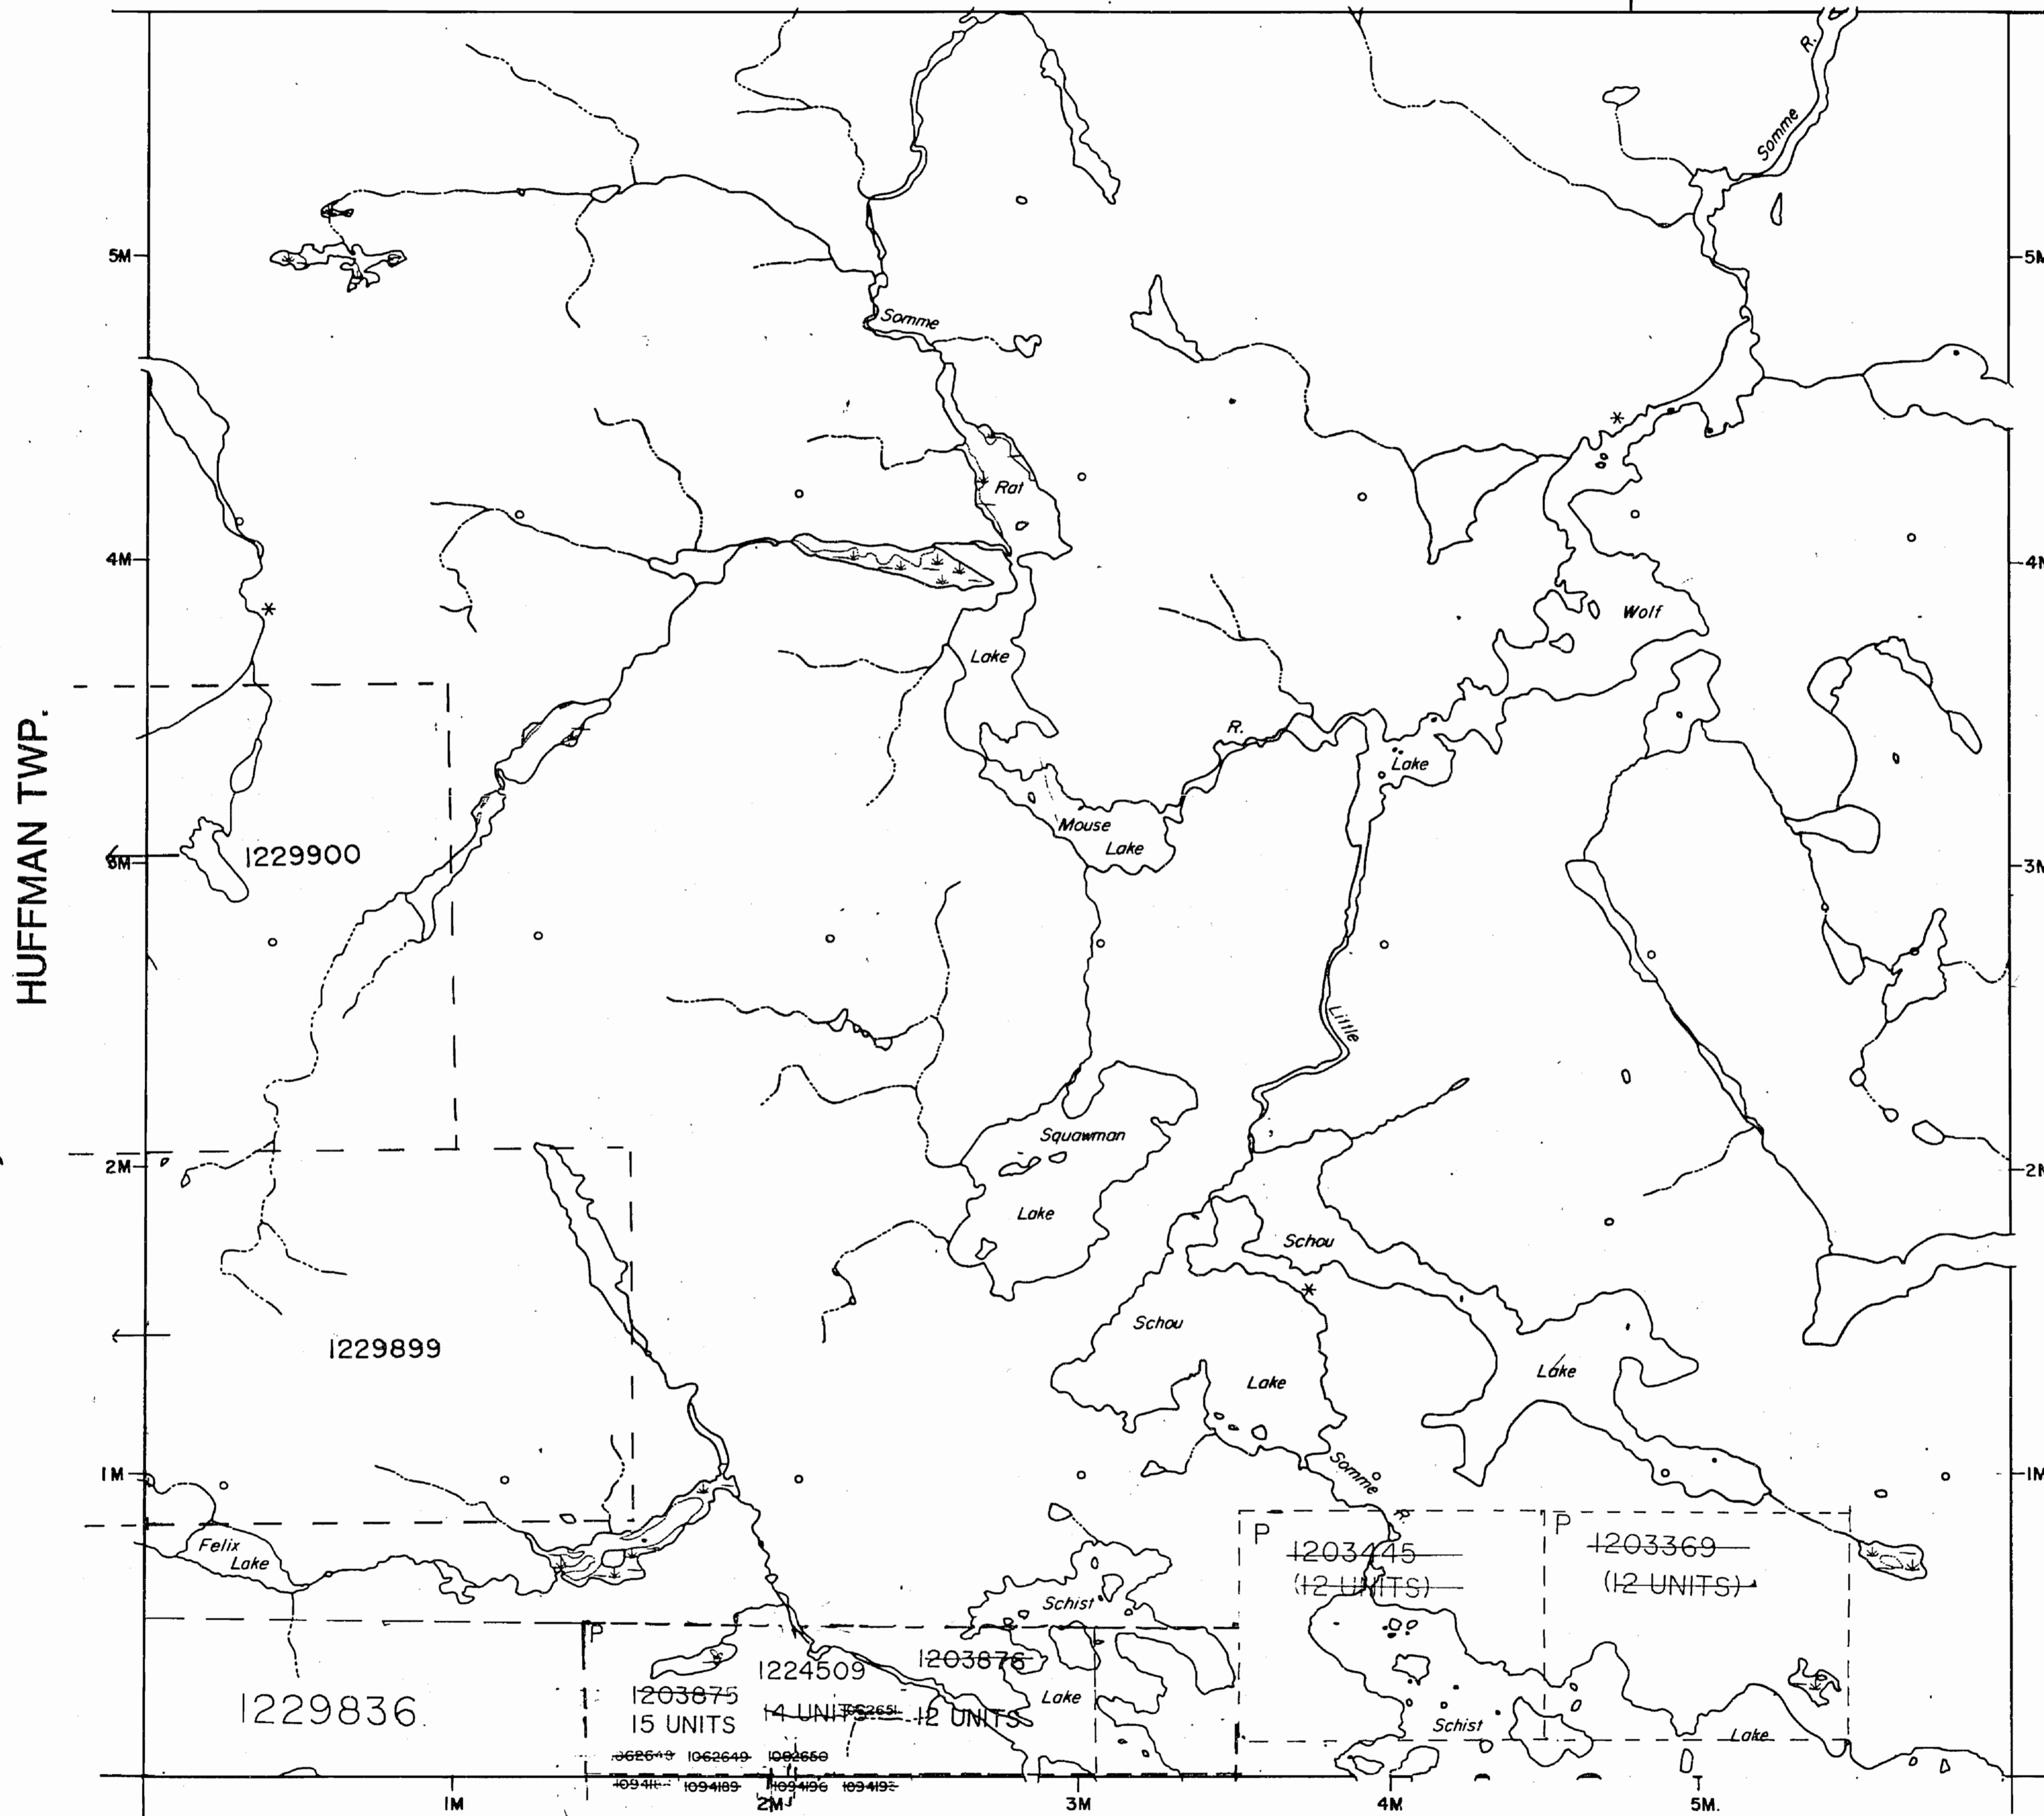 R.
Somme
5M
5M
Somme
Rat
4M
4M
Wolf
Lake
R.
Lake
HUFFMAN TWP.
Mouse
Lake
1229900
3M
3M
Little
Squawman
2M
2M
Lake
Schou
Schou
1229899
Lake
Lake
1M
1M
Somme
R.
Felix
Lake
P
1203445
(12 UNITS)
P
1203369
(12 UNITS)
Schist
P
1224509
1203876
1203875
15 UNITS
14 UNITS
12 UNITS
Lake
1229836
Schist
Lake
1062649
1062650
1094189
1094196
1M
2M
3M
4M
5M.